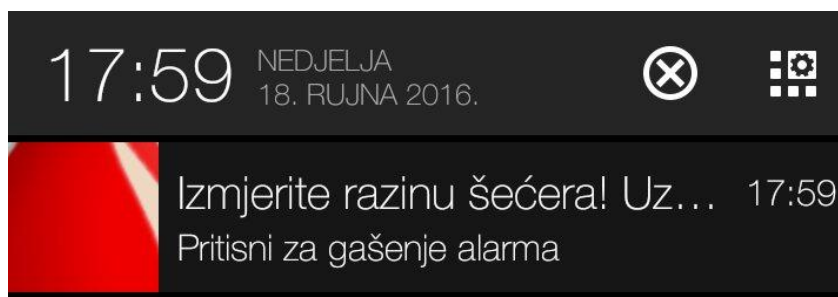 17:59
NEDJELJA
18. RUJNA 2016.
Izmjerite razinu šećera! Uz... 17:59
Pritisni za gašenje alarma